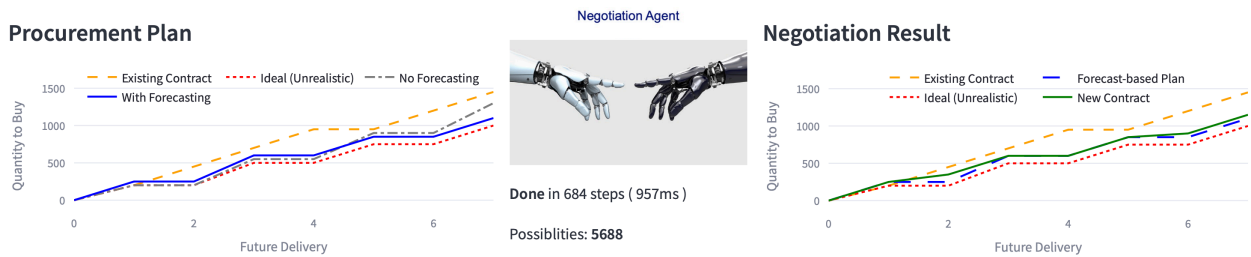 Procurement Plan
Existing Contract
Ideal (Unrealistic)
No Forecasting
With Forecasting
Quantity to Buy
1500
1000
500
0
0 2 4 6
Future Delivery
Negotiation Agent
Done in 684 steps ( 957ms )
Possiblities: 5688
Negotiation Result
Existing Contract
Forecast-based Plan
Ideal (Unrealistic)
New Contract
Quantity to Buy
1500
1000
500
0
0 2 4 6
Future Delivery